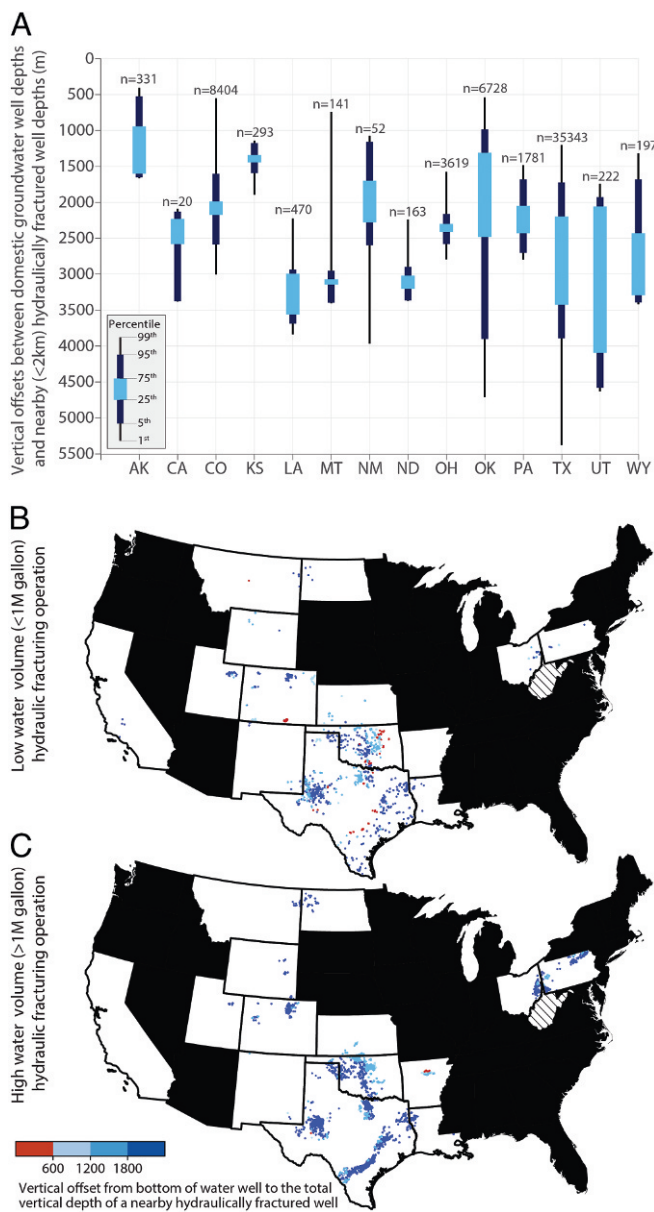 A
Vertical offsets between domestic groundwater well depths
and nearby (<2km) hydraulically fractured well depths (m)
0
500
1000
1500
2000
2500
3000
3500
4000
4500
5000
5500
n=331
n=20
n=8404
n=293
n=470
n=141
n=52
n=163
n=3619
n=6728
n=1781
n=35343
n=222
n=197
Percentile
99th
95th
75th
25th
5th
1st
AK CA CO KS LA MT NM ND OH OK PA TX UT WY
B
Low water volume (<1M gallon)
hydraulic fracturing operation
C
High water volume (>1M gallon)
hydraulic fracturing operation
600 1200 1800
Vertical offset from bottom of water well to the total
vertical depth of a nearby hydraulically fractured well